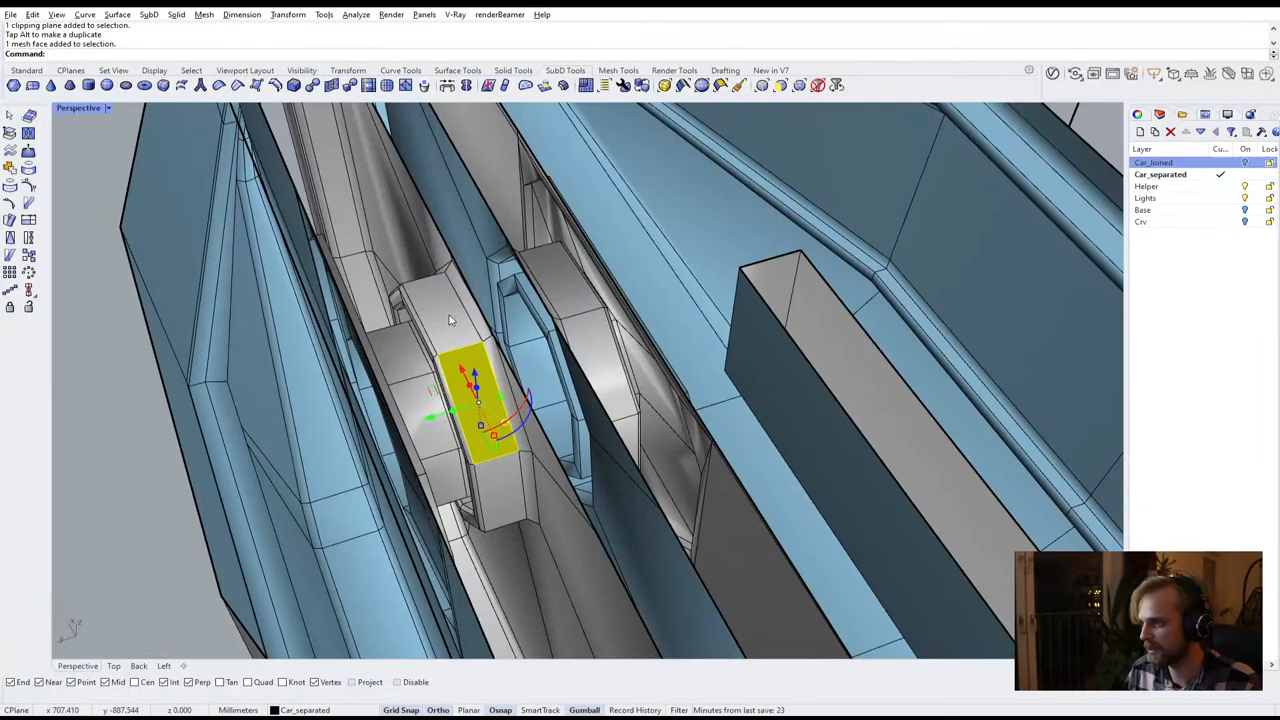 File Edit View Curve Surface SubD Solid Mesh Dimension Transform Tools Analyze Render Panels V-Ray renderBeamer Help
1 clipping plane added to selection.
Tap Alt to make a duplicate
1 mesh face added to selection.
Command:
Standard CPlanes Set View Display Select Viewport Layout Visibility Transform Curve Tools Surface Tools Solid Tools SubD Tools Mesh Tools Render Tools Drafting New in V7
Perspective
Layer Cu... On Lock
Car_Joined
Car_separated
Helper
Lights
Base
Crv
Perspective Top Back Left
End Near Point Mid Cen Int Perp Tan Quad Knot Vertex Project Disable
CPlane x 707.410 y -887.544 z 0.000 Millimeters Car_separated Grid Snap Ortho Planar Osnap SmartTrack Gumball Record History Filter Minutes from last save: 23